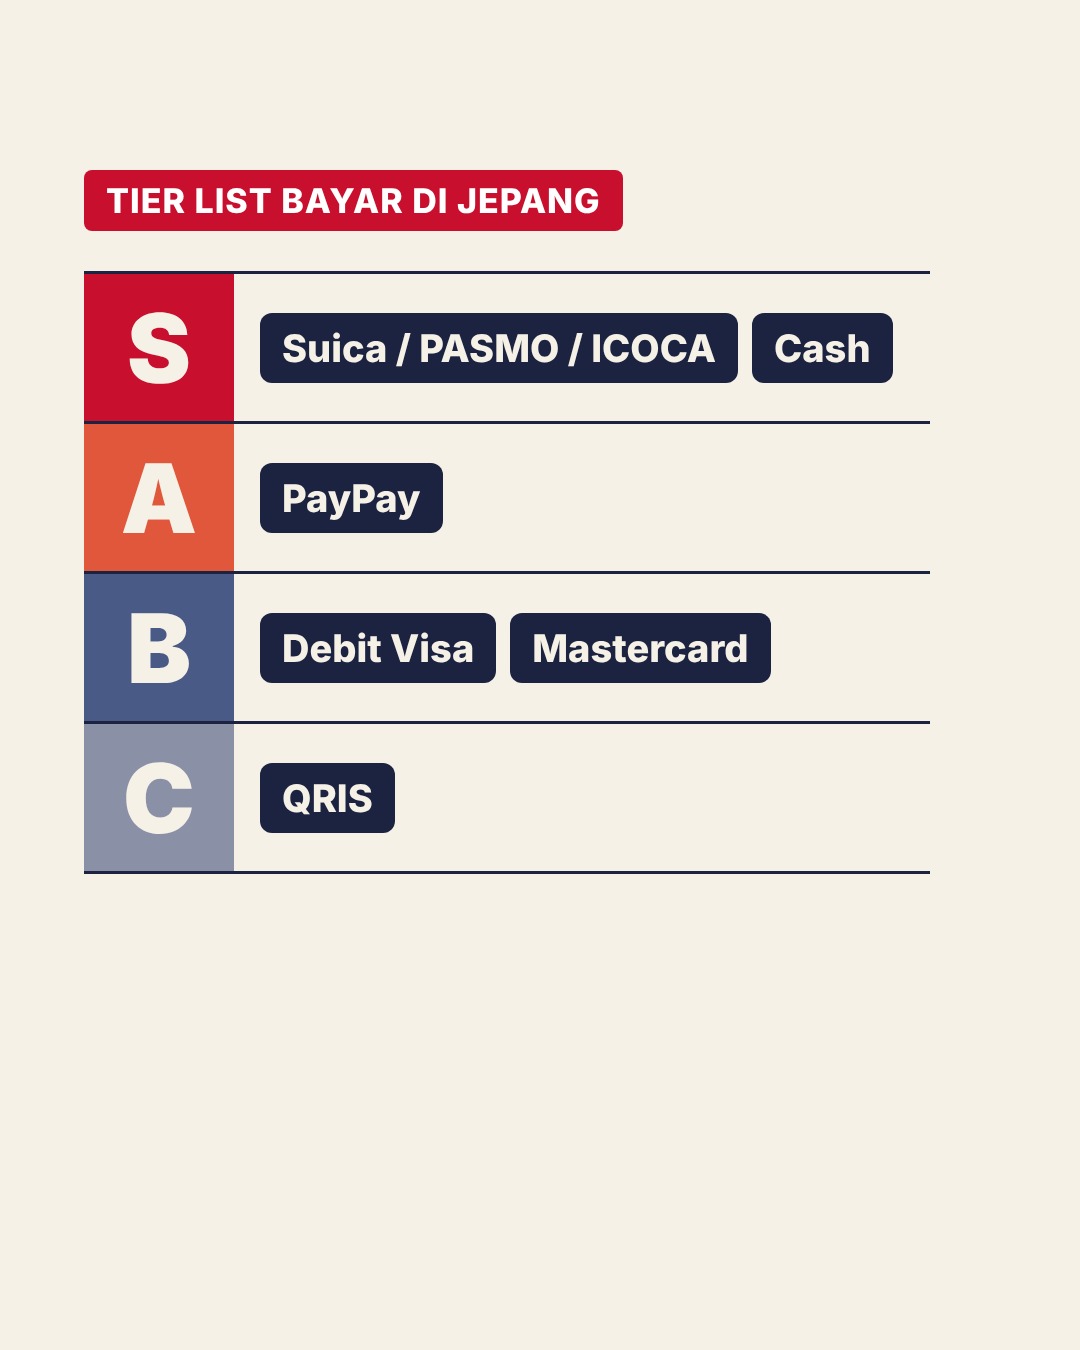 TIER LIST BAYAR DI JEPANG
S Suica / PASMO / ICOCA Cash
A PayPay
B Debit Visa Mastercard
C QRIS